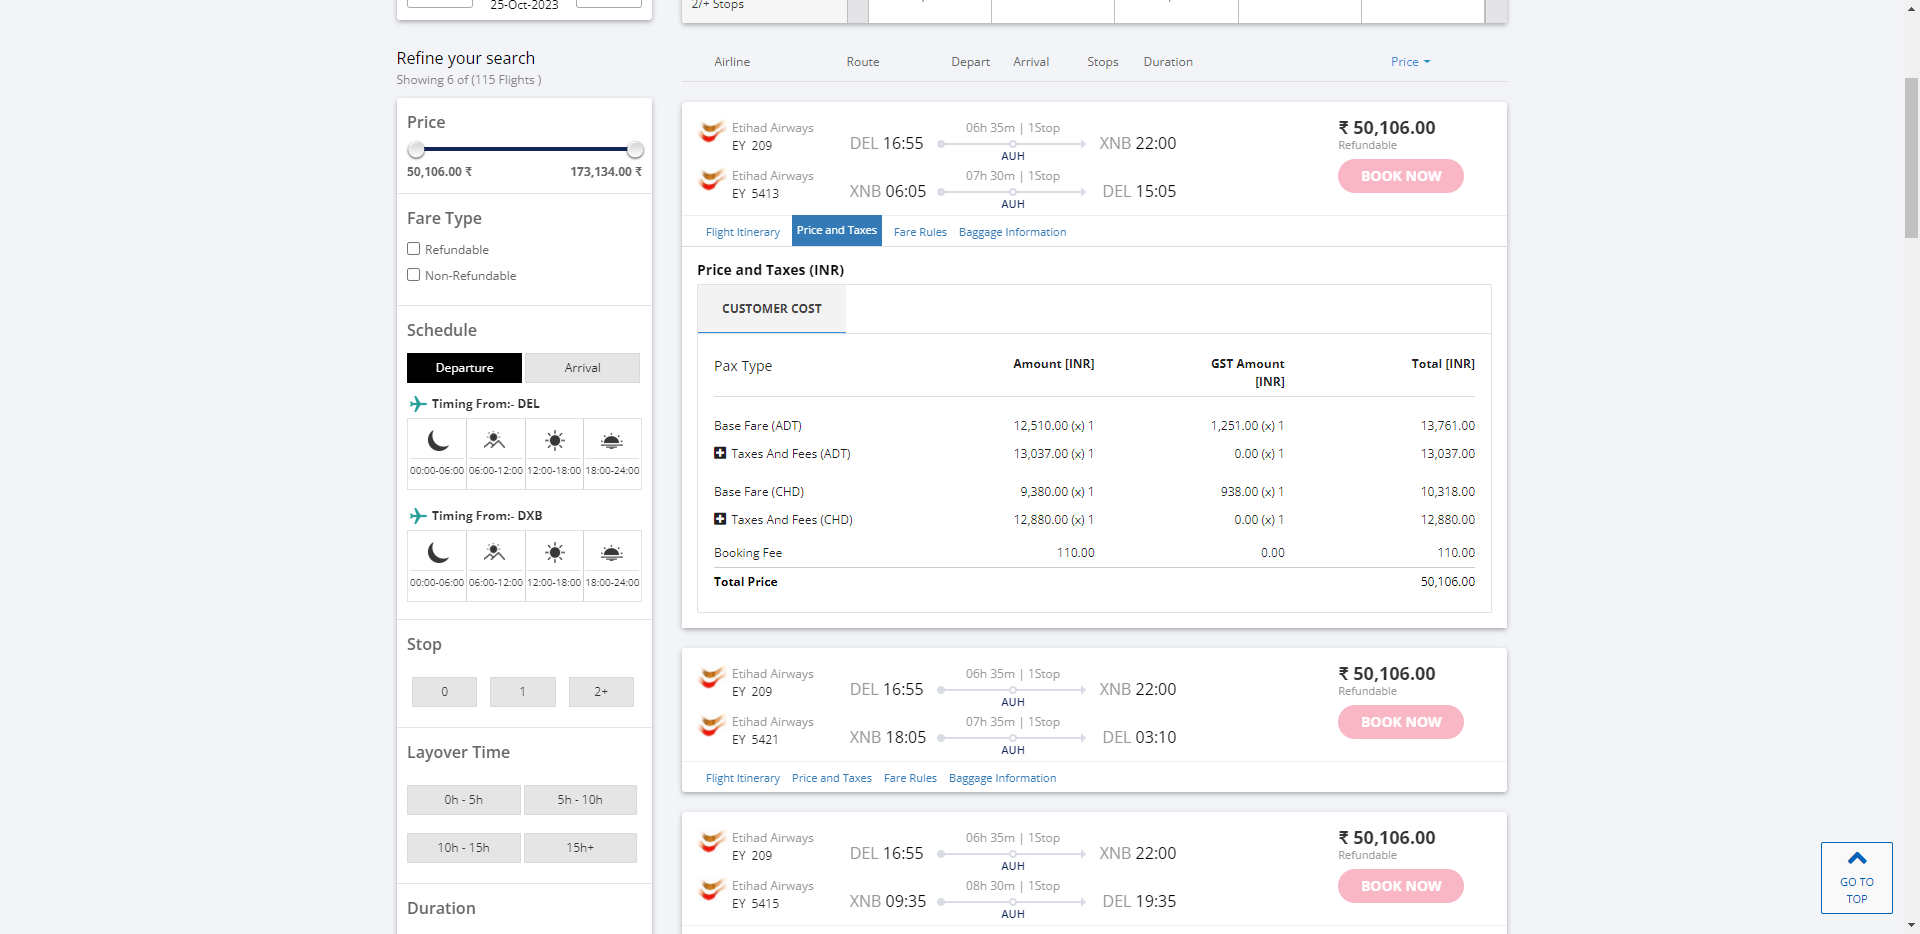 25-Oct-2023
2/+ Stops
Refine your search
Showing 6 of (115 Flights )
Price
50,106.00 ₹ 173,134.00 ₹
Fare Type
Refundable
Non-Refundable
Schedule
Departure Arrival
Timing From:- DEL
00:00-06:00 06:00-12:00 12:00-18:00 18:00-24:00
Timing From:- DXB
00:00-06:00 06:00-12:00 12:00-18:00 18:00-24:00
Stop
0 1 2+
Layover Time
0h - 5h 5h - 10h
10h - 15h 15h+
Duration
Airline Route Depart Arrival Stops Duration Price
Etihad Airways 06h 35m | 1Stop ₹ 50,106.00
EY 209 DEL 16:55 XNB 22:00 Refundable
AUH
Etihad Airways 07h 30m | 1Stop BOOK NOW
EY 5413 XNB 06:05 DEL 15:05
AUH
Flight Itinerary Price and Taxes Fare Rules Baggage Information
Price and Taxes (INR)
CUSTOMER COST
Pax Type Amount [INR] GST Amount [INR] Total [INR]
Base Fare (ADT) 12,510.00 (x) 1 1,251.00 (x) 1 13,761.00
Taxes And Fees (ADT) 13,037.00 (x) 1 0.00 (x) 1 13,037.00
Base Fare (CHD) 9,380.00 (x) 1 938.00 (x) 1 10,318.00
Taxes And Fees (CHD) 12,880.00 (x) 1 0.00 (x) 1 12,880.00
Booking Fee 110.00 0.00 110.00
Total Price 50,106.00
Etihad Airways 06h 35m | 1Stop ₹ 50,106.00
EY 209 DEL 16:55 XNB 22:00 Refundable
AUH
Etihad Airways 07h 35m | 1Stop BOOK NOW
EY 5421 XNB 18:05 DEL 03:10
AUH
Flight Itinerary Price and Taxes Fare Rules Baggage Information
Etihad Airways 06h 35m | 1Stop ₹ 50,106.00
EY 209 DEL 16:55 XNB 22:00 Refundable
AUH
Etihad Airways 08h 30m | 1Stop BOOK NOW
EY 5415 XNB 09:35 DEL 19:35
AUH
GO TO
TOP